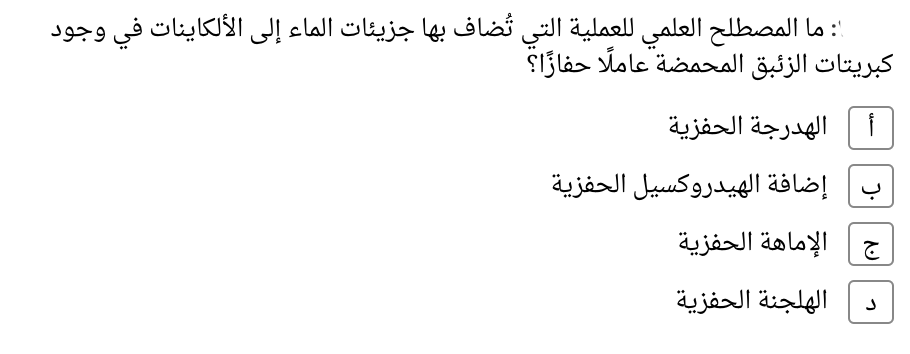 : ما المصطلح العلمي للعملية التي تُضاف بها جزيئات الماء إلى الألكاينات في وجود
كبريتات الزئبق المحمضة عاملًا حفازًا؟
أ الهدرجة الحفزية
ب إضافة الهيدروكسيل الحفزية
ج الإماهة الحفزية
د الهلجنة الحفزية